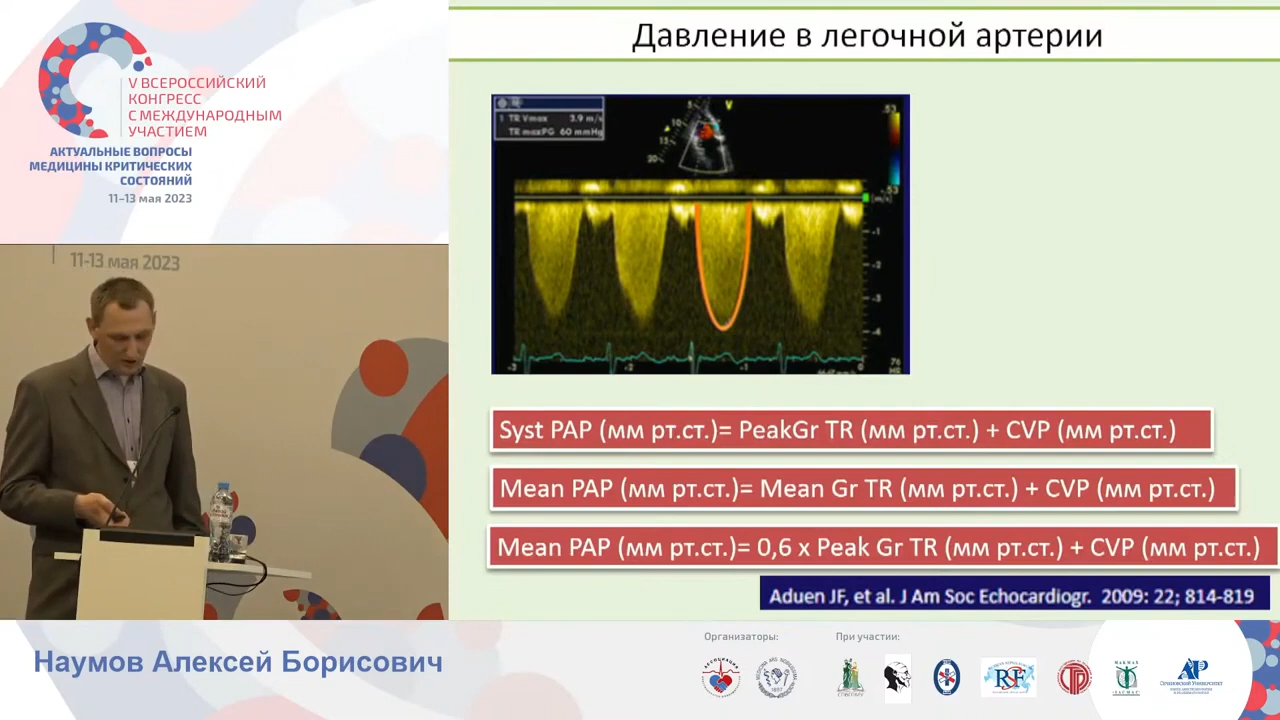 V ВСЕРОССИЙСКИЙ
КОНГРЕСС
С МЕЖДУНАРОДНЫМ
УЧАСТИЕМ
АКТУАЛЬНЫЕ ВОПРОСЫ
МЕДИЦИНЫ КРИТИЧЕСКИХ
СОСТОЯНИЙ
11–13 мая 2023
11-13 мая 2023
Давление в легочной артерии
1 TR Vmax 3.9 m/s
TR maxPG 60 mmHg
Syst PAP (мм рт.ст.)= PeakGr TR (мм рт.ст.) + CVP (мм рт.ст.)
Mean PAP (мм рт.ст.)= Mean Gr TR (мм рт.ст.) + CVP (мм рт.ст.)
Mean PAP (мм рт.ст.)= 0,6 x Peak Gr TR (мм рт.ст.) + CVP (мм рт.ст.)
Aduen JF, et al. J Am Soc Echocardiogr. 2009: 22; 814-819
Наумов Алексей Борисович
Организаторы:
При участии: